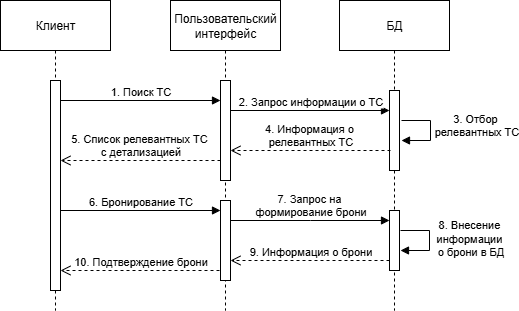 Клиент
Пользовательский
интерфейс
БД
1. Поиск ТС
2. Запрос информации о ТС
3. Отбор
релевантных ТС
4. Информация о
релевантных ТС
5. Список релевантных ТС
с детализацией
6. Бронирование ТС
7. Запрос на
формирование брони
8. Внесение
информации
о брони в БД
9. Информация о брони
10. Подтверждение брони